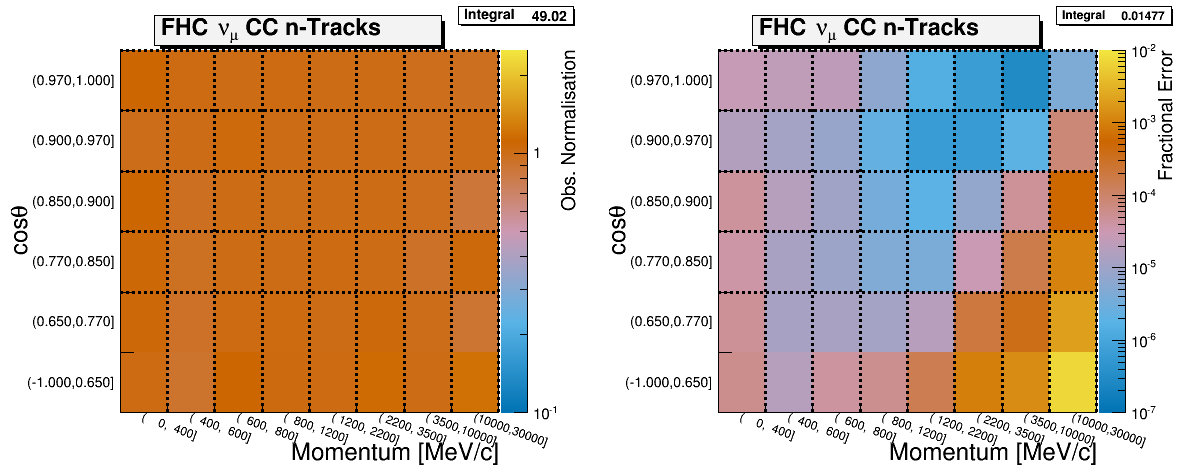 FHC νμ CC n-Tracks
Integral 49.02
(0.970,1.000]
(0.900,0.970]
(0.850,0.900]
(0.770,0.850]
(0.650,0.770]
(-1.000,0.650]
cosθ
( 0, 400]
( 400, 600]
( 600, 800]
( 800, 1200]
(1200, 2200]
(2200, 3500]
(3500,10000]
(10000,30000]
Momentum [MeV/c]
1
10-1
Obs. Normalisation
FHC νμ CC n-Tracks
Integral 0.01477
(0.970,1.000]
(0.900,0.970]
(0.850,0.900]
(0.770,0.850]
(0.650,0.770]
(-1.000,0.650]
cosθ
( 0, 400]
( 400, 600]
( 600, 800]
( 800, 1200]
(1200, 2200]
(2200, 3500]
(3500,10000]
(10000,30000]
Momentum [MeV/c]
10-2
10-3
10-4
10-5
10-6
10-7
Fractional Error